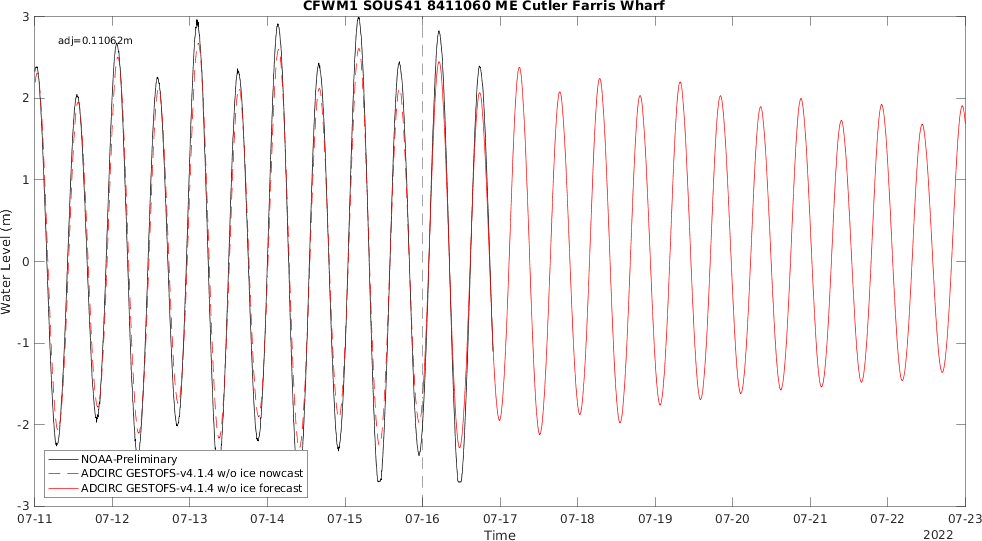 CFWM1 SOUS41 8411060 ME Cutler Farris Wharf
adj=0.11062m
3
2
1
0
-1
-2
-3
Water Level (m)
NOAA-Preliminary
ADCIRC GESTOFS-v4.1.4 w/o ice nowcast
ADCIRC GESTOFS-v4.1.4 w/o ice forecast
07-11 07-12 07-13 07-14 07-15 07-16 07-17 07-18 07-19 07-20 07-21 07-22 07-23
Time
2022